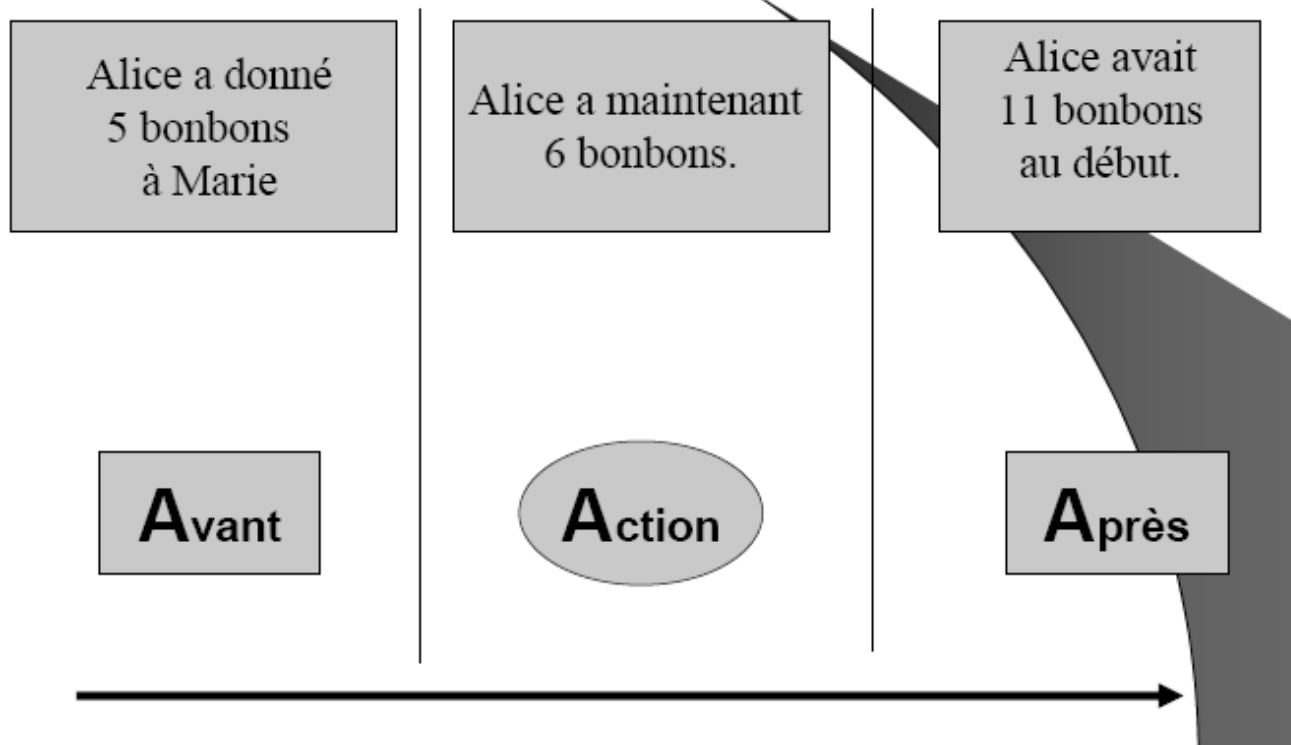 Alice a donné
5 bonbons
à Marie
Alice a maintenant
6 bonbons.
Alice avait
11 bonbons
au début.
Avant
Action
Après